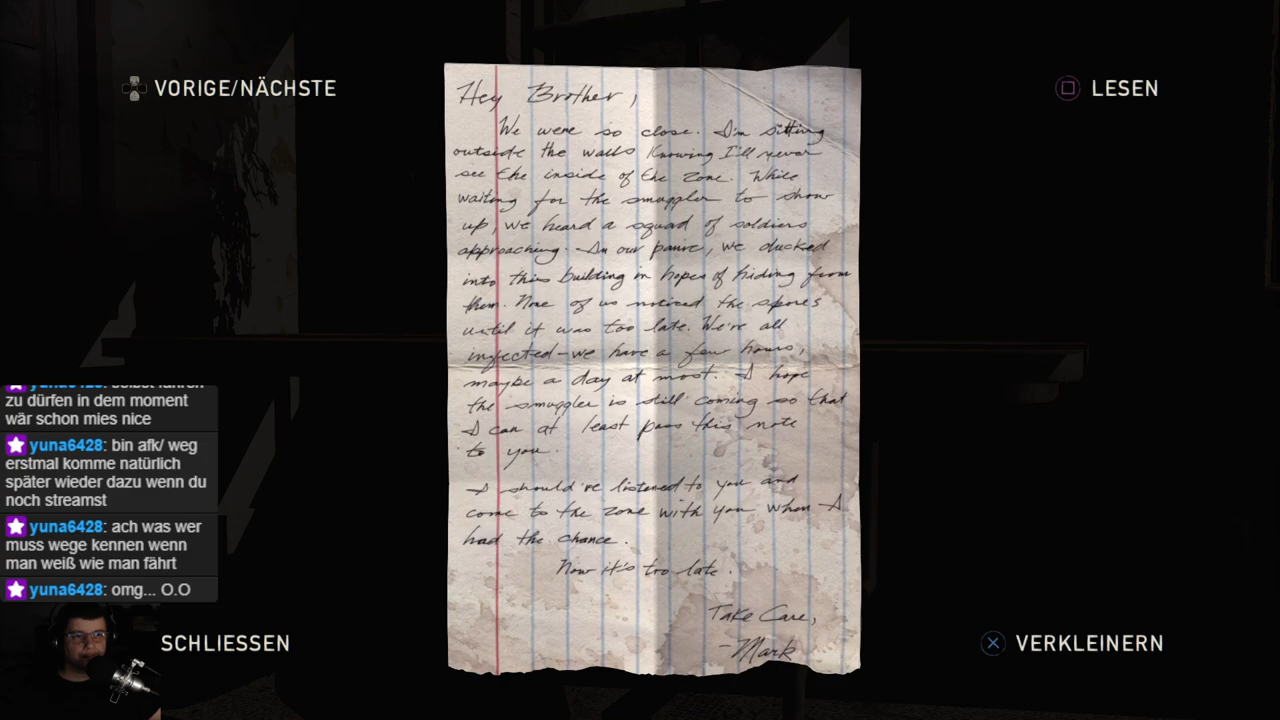 VORIGE/NÄCHSTE
LESEN
Hey Brother,
We were so close. I'm sitting
outside the walls knowing I'll never
see the inside of the zone. While
waiting for the smuggler to show
up, we heard a squad of soldiers
approaching. In our panic, we ducked
into this building in hopes of hiding from
them. None of us noticed the spores
until it was too late. We're all
infected - we have a few hours,
maybe a day at most. I hope
the smuggler is still coming so that
I can at least pass this note
to you.
I should've listened to you and
come to the zone with you when I
had the chance.
Now it's too late.
Take Care,
-Mark
yuna6428: selbst fahren
zu dürfen in dem moment
wär schon mies nice
yuna6428: bin afk/ weg
erstmal komme natürlich
später wieder dazu wenn du
noch streamst
yuna6428: ach was wer
muss wege kennen wenn
man weiß wie man fährt
yuna6428: omg... O.O
SCHLIESSEN
VERKLEINERN